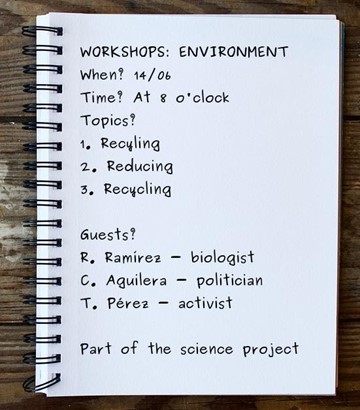 WORKSHOPS: ENVIRONMENT
When? 14/06
Time? At 8 o'clock
Topics?
1. Recyling
2. Reducing
3. Recycling
Guests?
R. Ramírez – biologist
C. Aguilera – politician
T. Pérez – activist
Part of the science project